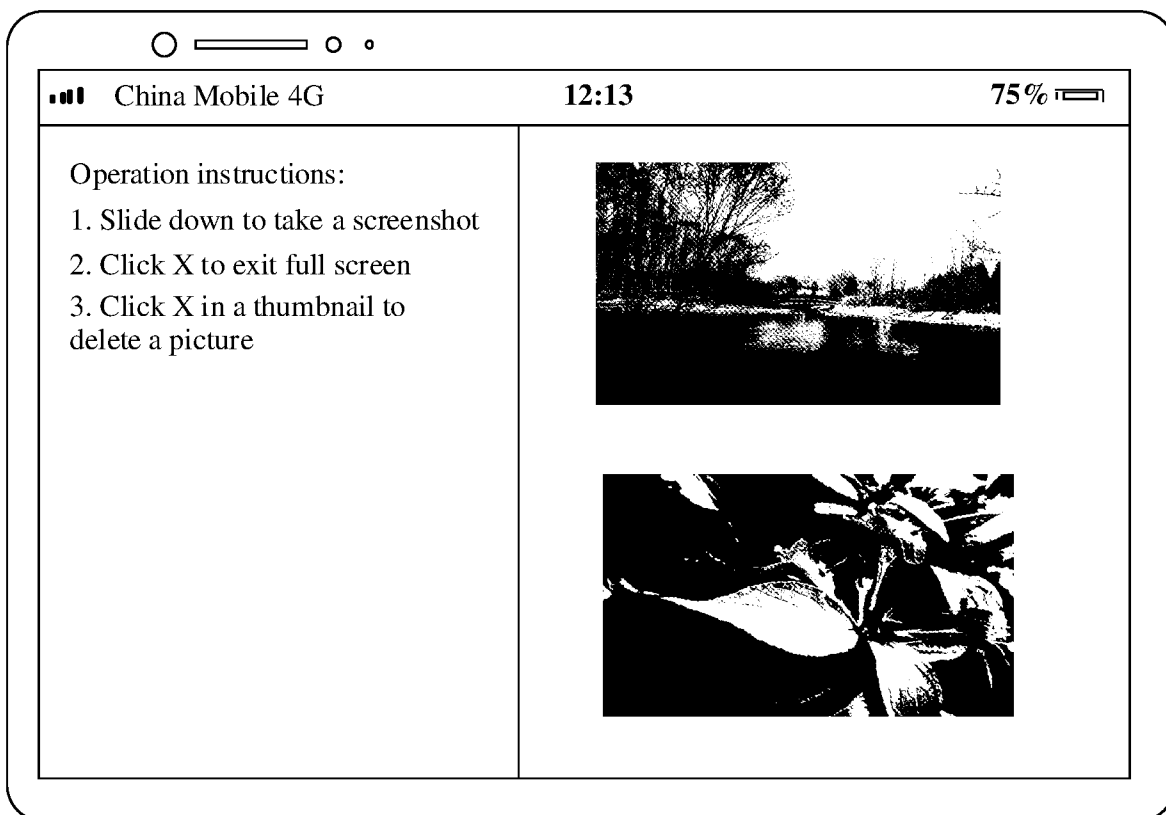 China Mobile 4G 12:13 75%
Operation instructions:
1. Slide down to take a screenshot
2. Click X to exit full screen
3. Click X in a thumbnail to
delete a picture